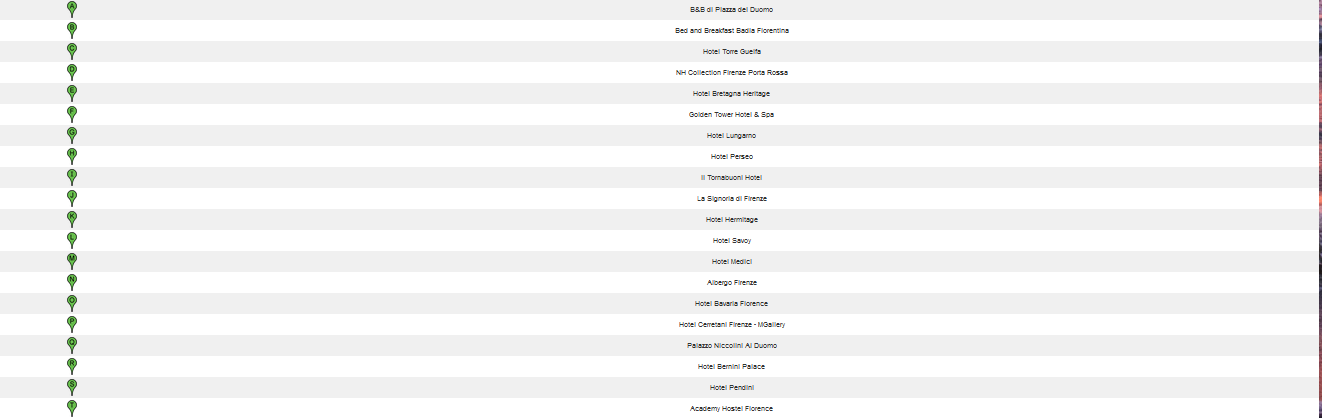 A B&B di Piazza del Duomo
B Bed and Breakfast Badia Fiorentina
C Hotel Torre Guelfa
D NH Collection Firenze Porta Rossa
E Hotel Bretagna Heritage
F Golden Tower Hotel & Spa
G Hotel Lungarno
H Hotel Perseo
I Il Tornabuoni Hotel
J La Signoria di Firenze
K Hotel Hermitage
L Hotel Savoy
M Hotel Medici
N Albergo Firenze
O Hotel Bavaria Florence
P Hotel Cerretani Firenze - MGallery
Q Palazzo Niccolini Al Duomo
R Hotel Bernini Palace
S Hotel Pendini
T Academy Hostel Florence